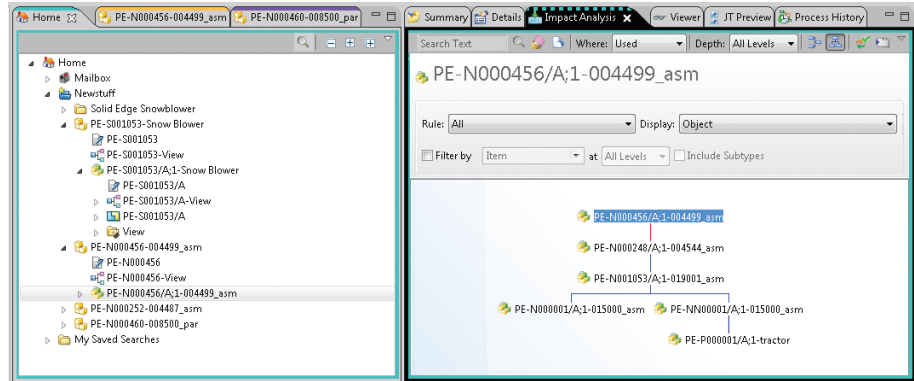 Home PE-N000456-004499_asm PE-N000460-008500_par
Home
Mailbox
Newstuff
Solid Edge Snowblower
PE-S001053-Snow Blower
PE-S001053
PE-S001053-View
PE-S001053/A;1-Snow Blower
PE-S001053/A
PE-S001053/A-View
PE-S001053/A
View
PE-N000456-004499_asm
PE-N000456
PE-N000456-View
PE-N000456/A;1-004499_asm
PE-N000252-004487_asm
PE-N000460-008500_par
My Saved Searches
Summary Details Impact Analysis Viewer JT Preview Process History
Search Text Where: Used Depth: All Levels
PE-N000456/A;1-004499_asm
Rule: All Display: Object
Filter by Item at All Levels Include Subtypes
PE-N000456/A;1-004499_asm
PE-N000248/A;1-004544_asm
PE-N001053/A;1-019001_asm
PE-N000001/A;1-015000_asm PE-NN00001/A;1-015000_asm
PE-P000001/A;1-tractor